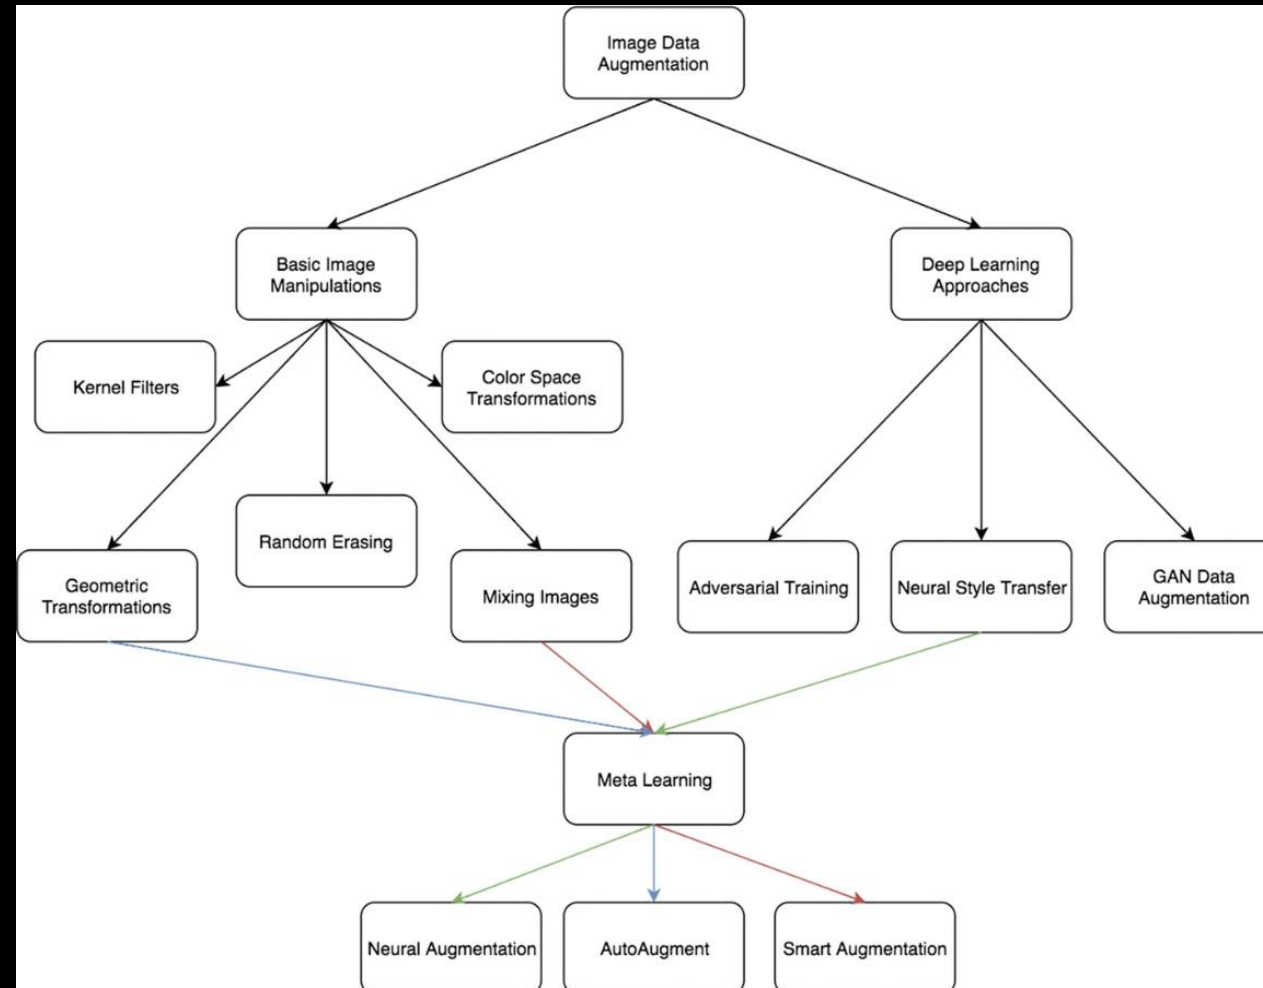 Image Data
Augmentation
Basic Image
Manipulations
Deep Learning
Approaches
Kernel Filters
Color Space
Transformations
Geometric
Transformations
Random Erasing
Mixing Images
Adversarial Training
Neural Style Transfer
GAN Data
Augmentation
Meta Learning
Neural Augmentation
AutoAugment
Smart Augmentation